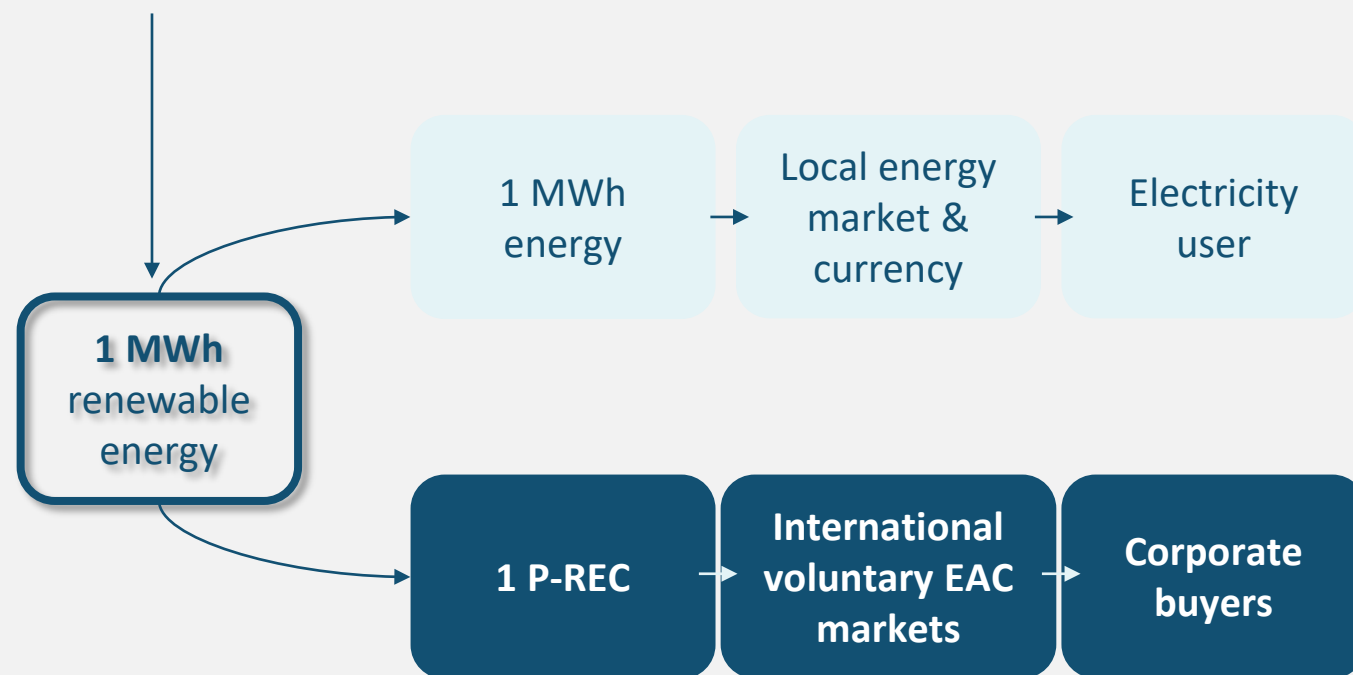 1 MWh
energy
Local energy
market &
currency
Electricity
user
1 MWh
renewable
energy
1 P-REC
International
voluntary EAC
markets
Corporate
buyers